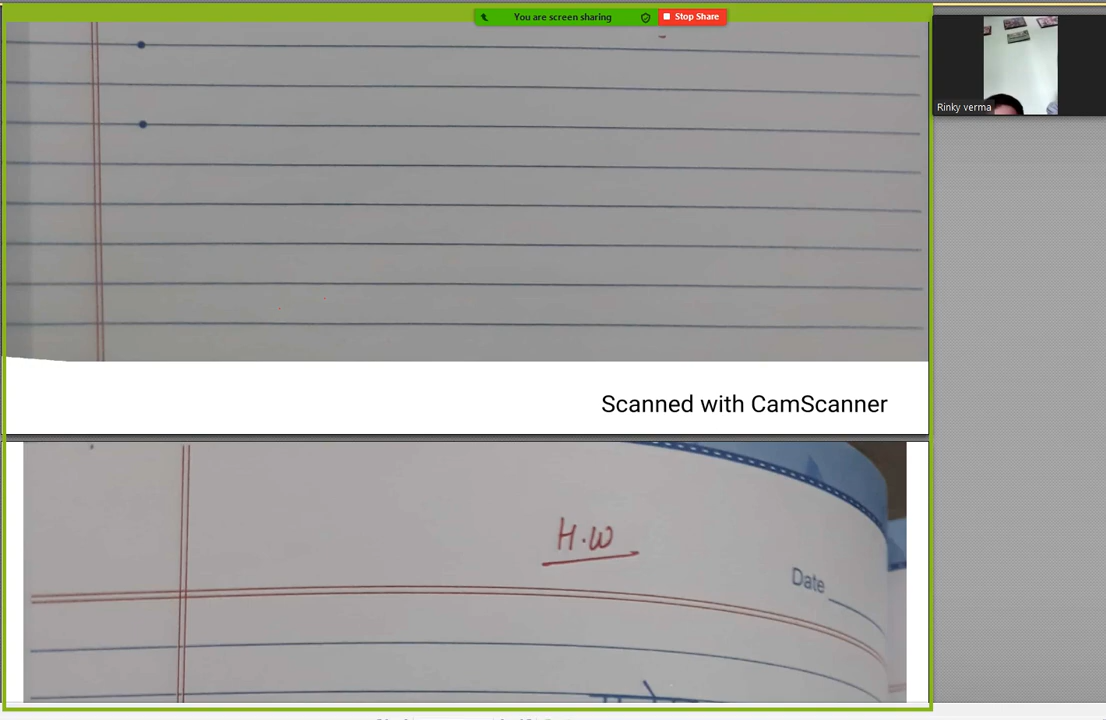 You are screen sharing
Stop Share
Rinky verma
Scanned with CamScanner
H.W
Date